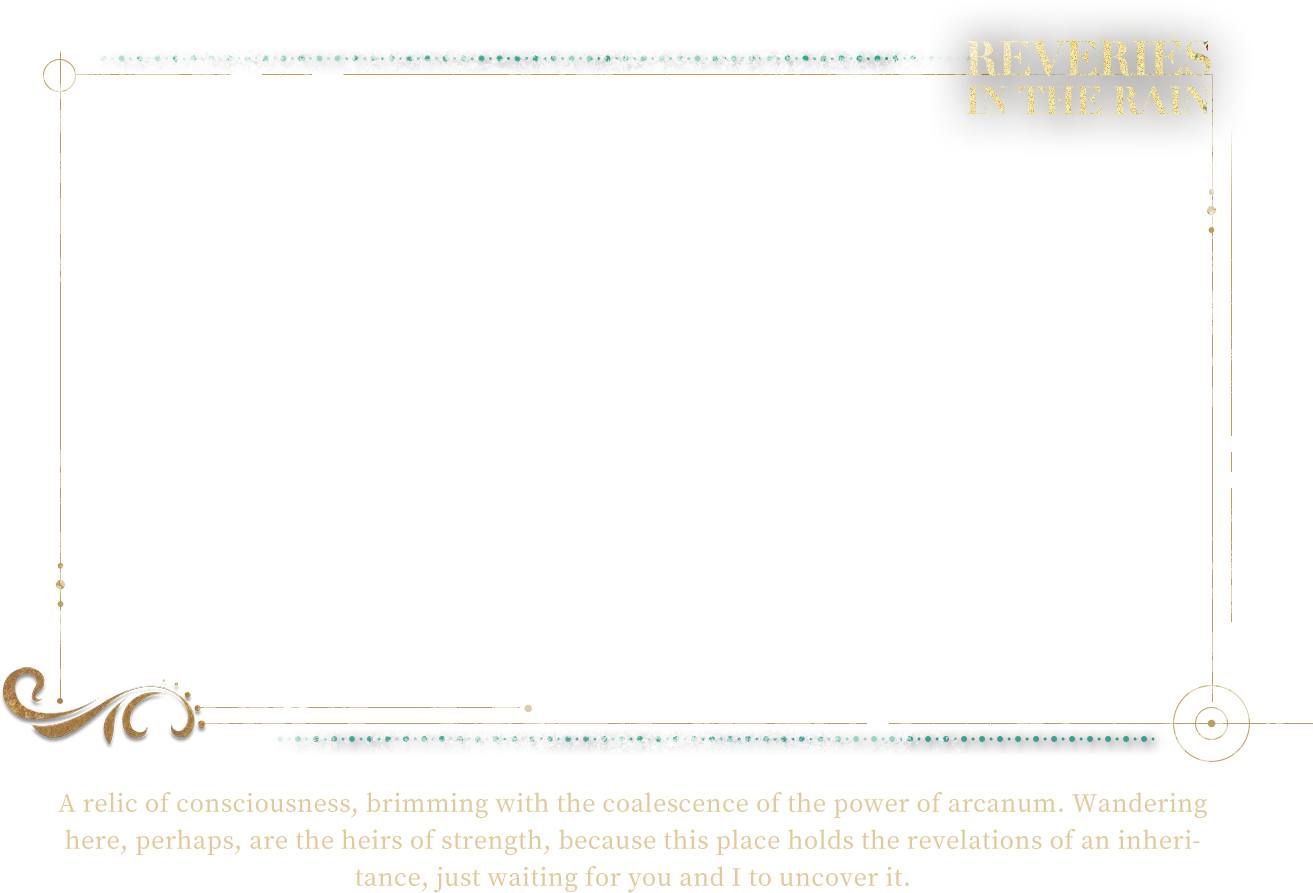 REVERIES
IN THE RAIN
A relic of consciousness, brimming with the coalescence of the power of arcanum. Wandering
here, perhaps, are the heirs of strength, because this place holds the revelations of an inheri-
tance, just waiting for you and I to uncover it.